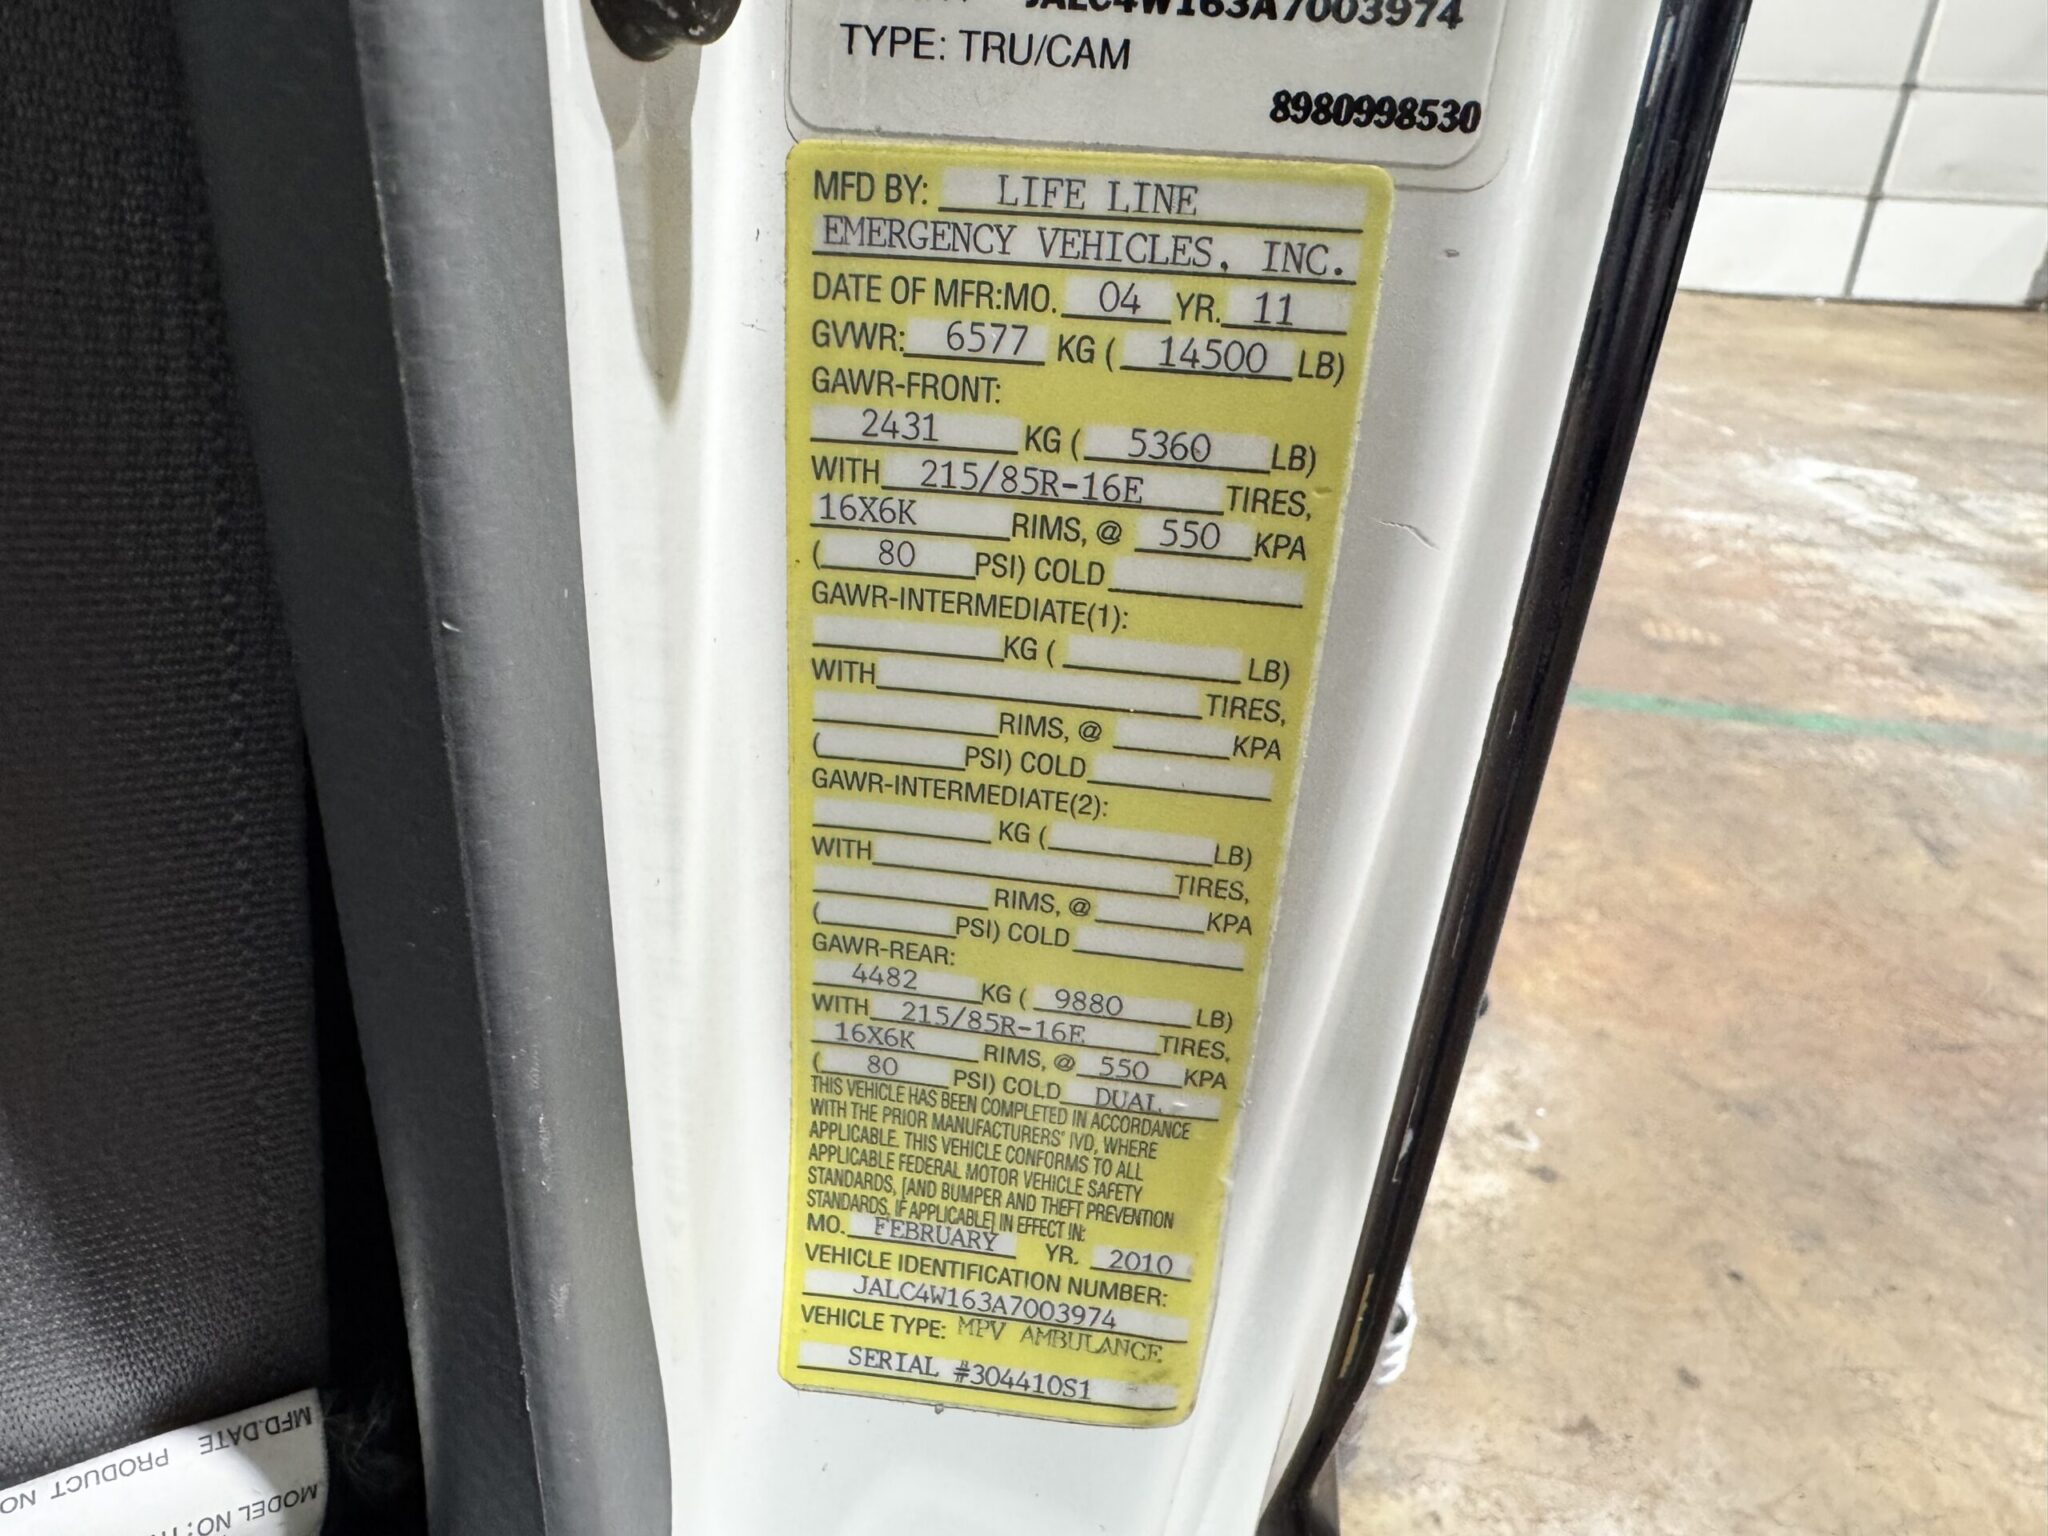 JALC4W163A7003974
TYPE: TRU/CAM
8980998530
MFD BY: LIFE LINE
EMERGENCY VEHICLES, INC.
DATE OF MFR:MO. 04 YR. 11
GVWR: 6577 KG ( 14500 LB)
GAWR-FRONT:
2431 KG ( 5360 LB)
WITH 215/85R-16E TIRES,
16X6K RIMS, @ 550 KPA
( 80 PSI) COLD
GAWR-INTERMEDIATE(1):
KG ( LB)
WITH TIRES,
RIMS, @ KPA
( PSI) COLD
GAWR-INTERMEDIATE(2):
KG ( LB)
WITH TIRES,
RIMS, @ KPA
( PSI) COLD
GAWR-REAR:
4482 KG ( 9880 LB)
WITH 215/85R-16E TIRES,
16X6K RIMS, @ 550 KPA
( 80 PSI) COLD DUAL
THIS VEHICLE HAS BEEN COMPLETED IN ACCORDANCE
WITH THE PRIOR MANUFACTURERS' IVD, WHERE
APPLICABLE. THIS VEHICLE CONFORMS TO ALL
APPLICABLE FEDERAL MOTOR VEHICLE SAFETY
STANDARDS, [AND BUMPER AND THEFT PREVENTION
STANDARDS, IF APPLICABLE] IN EFFECT IN:
MO. FEBRUARY YR. 2010
VEHICLE IDENTIFICATION NUMBER:
JALC4W163A7003974
VEHICLE TYPE: MPV AMBULANCE
SERIAL #304410S1
MFD.DATE
PRODUCT NO
MODEL NO: